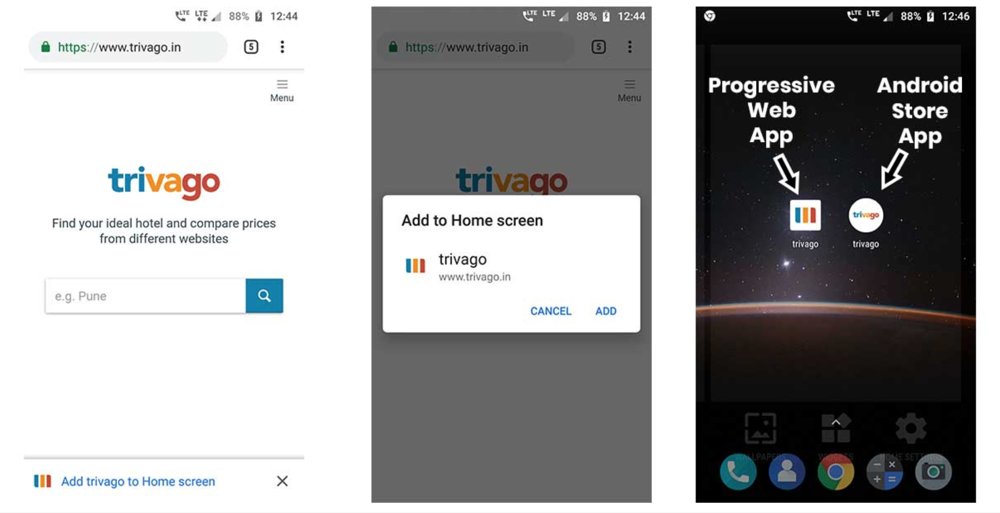 LTE LTE 88% 12:44
https://www.trivago.in 5
Menu
trivago
Find your ideal hotel and compare prices
from different websites
e.g. Pune
Add trivago to Home screen
LTE LTE 88% 12:44
https://www.trivago.in 5
Menu
trivago
Add to Home screen
trivago
www.trivago.in
CANCEL ADD
LTE LTE 88% 12:46
Progressive
Web
App
Android
Store
App
trivago
trivago
trivago
WALLPAPERS WIDGETS HOME SETTINGS